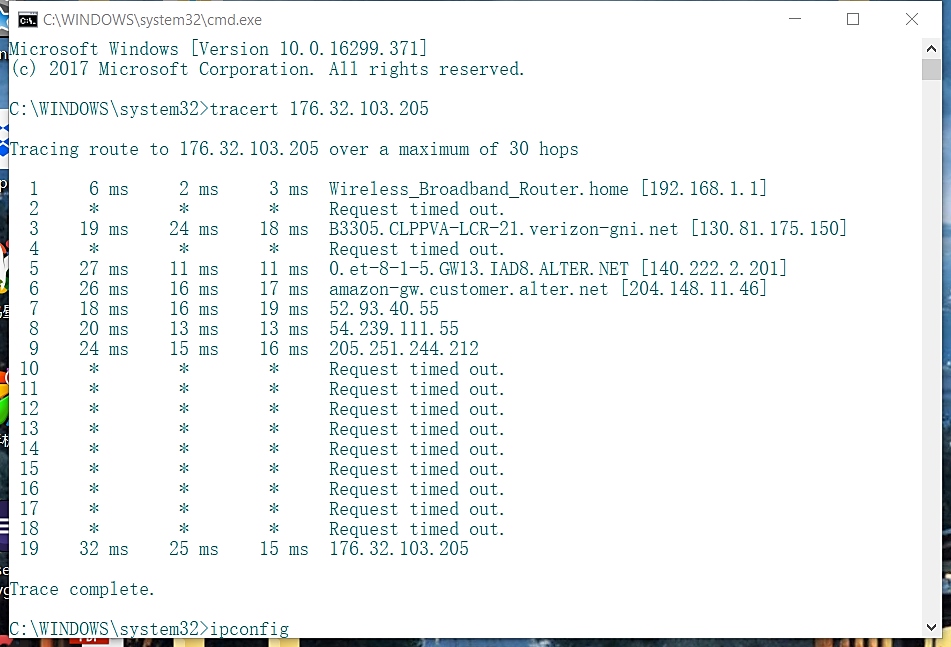 C:\WINDOWS\system32\cmd.exe
Microsoft Windows [Version 10.0.16299.371]
(c) 2017 Microsoft Corporation. All rights reserved.
C:\WINDOWS\system32>tracert 176.32.103.205
Tracing route to 176.32.103.205 over a maximum of 30 hops
1 6 ms 2 ms 3 ms Wireless_Broadband_Router.home [192.168.1.1]
2 * * * Request timed out.
3 19 ms 24 ms 18 ms B3305.CLPPVA-LCR-21.verizon-gni.net [130.81.175.150]
4 * * * Request timed out.
5 27 ms 11 ms 11 ms 0.et-8-1-5.GW13.IAD8.ALTER.NET [140.222.2.201]
6 26 ms 16 ms 17 ms amazon-gw.customer.alter.net [204.148.11.46]
7 18 ms 16 ms 19 ms 52.93.40.55
8 20 ms 13 ms 13 ms 54.239.111.55
9 24 ms 15 ms 16 ms 205.251.244.212
10 * * * Request timed out.
11 * * * Request timed out.
12 * * * Request timed out.
13 * * * Request timed out.
14 * * * Request timed out.
15 * * * Request timed out.
16 * * * Request timed out.
17 * * * Request timed out.
18 * * * Request timed out.
19 32 ms 25 ms 15 ms 176.32.103.205
Trace complete.
C:\WINDOWS\system32>ipconfig